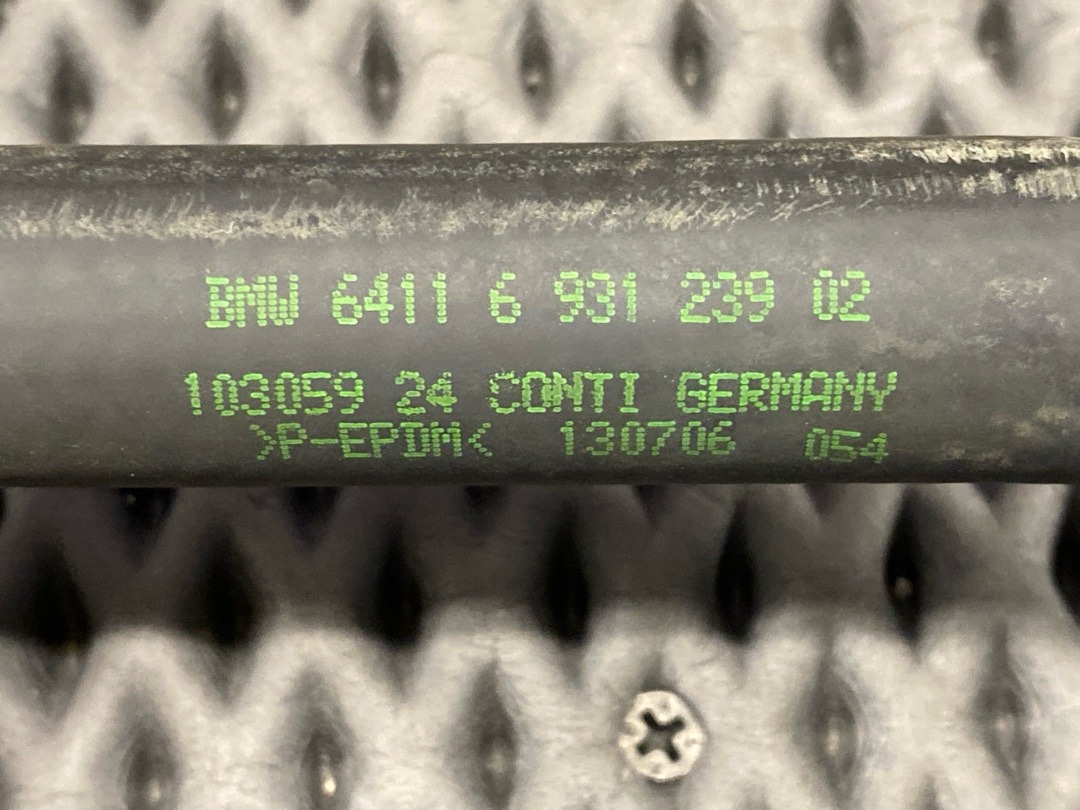 BMW 6411 6 931 239 02
103059 24 CONTI GERMANY
>P-EPDM< 130706 054